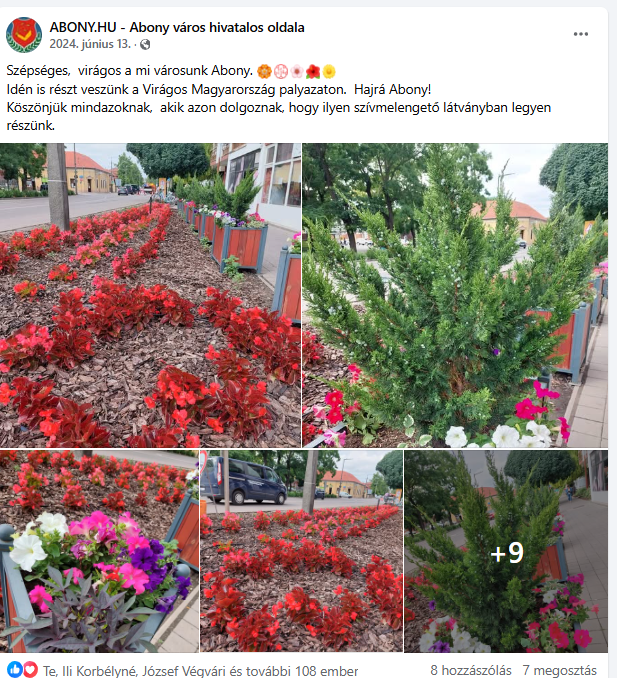 ABONY.HU - Abony város hivatalos oldala
2024. június 13. ·
Szépséges, virágos a mi városunk Abony. 🏵️💮🌸🌺🌼
Idén is részt veszünk a Virágos Magyarország palyazaton. Hajrá Abony!
Köszönjük mindazoknak, akik azon dolgoznak, hogy ilyen szívmelengető látványban legyen
részünk.
+9
Te, Ili Korbélyné, József Végvári és további 108 ember
8 hozzászólás 7 megosztás